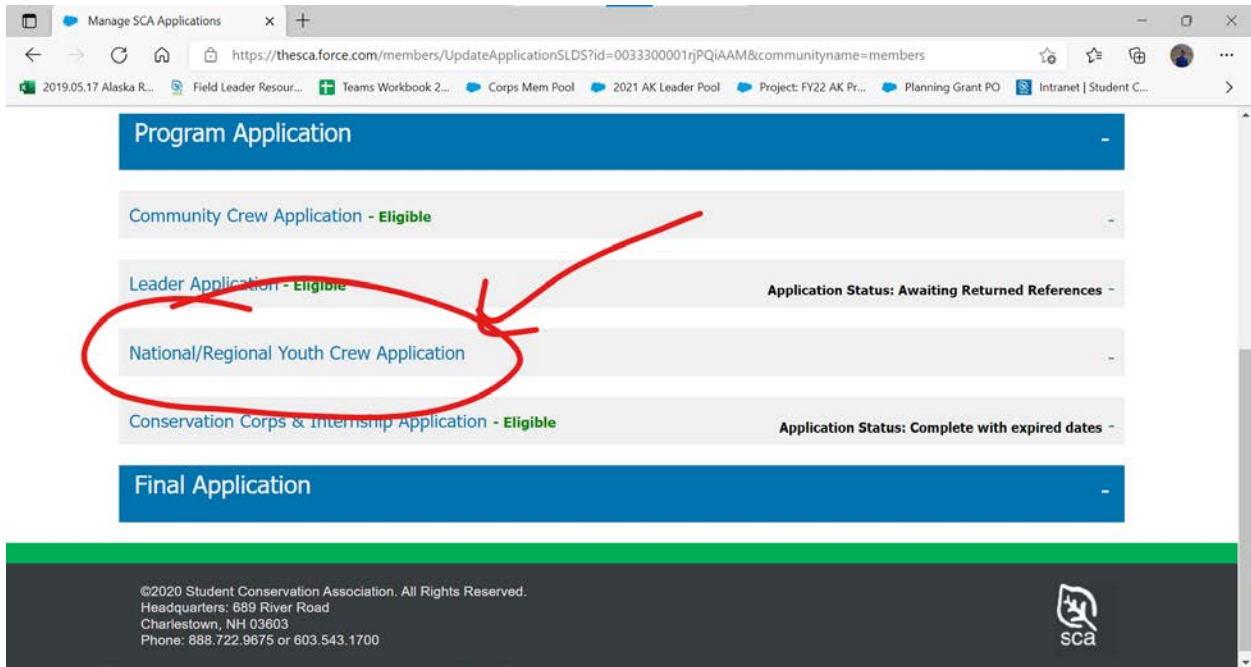 Manage SCA Applications
https://thesca.force.com/members/UpdateApplicationSLDS?id=0033300001rjPQiAAM&communityname=members
2019.05.17 Alaska R... Field Leader Resour... Teams Workbook 2... Corps Mem Pool 2021 AK Leader Pool Project: FY22 AK Pr... Planning Grant PO Intranet | Student C...
Program Application -
Community Crew Application - Eligible -
Leader Application - Eligible Application Status: Awaiting Returned References -
National/Regional Youth Crew Application -
Conservation Corps & Internship Application - Eligible Application Status: Complete with expired dates -
Final Application -
©2020 Student Conservation Association. All Rights Reserved.
Headquarters: 689 River Road
Charlestown, NH 03603
Phone: 888.722.9675 or 603.543.1700
sca